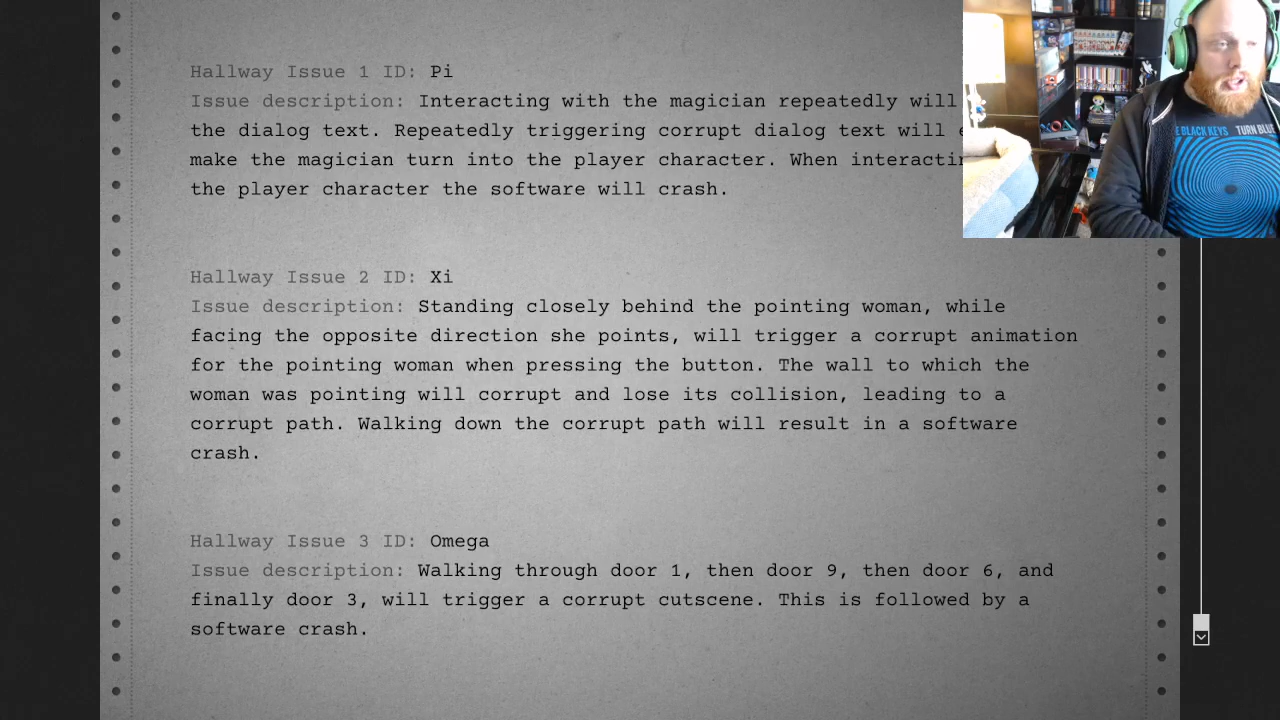 Hallway Issue 1 ID: Pi
Issue description: Interacting with the magician repeatedly will
the dialog text. Repeatedly triggering corrupt dialog text will
make the magician turn into the player character. When
the player character the software will crash.
Hallway Issue 2 ID: Xi
Issue description: Standing closely behind the pointing woman, while
facing the opposite direction she points, will trigger a corrupt animation
for the pointing woman when pressing the button. The wall to which the
woman was pointing will corrupt and lose its collision, leading to a
corrupt path. Walking down the corrupt path will result in a software
crash.
Hallway Issue 3 ID: Omega
Issue description: Walking through door 1, then door 9, then door 6, and
finally door 3, will trigger a corrupt cutscene. This is followed by a
software crash.
BLACK KEYS TURN BLUE